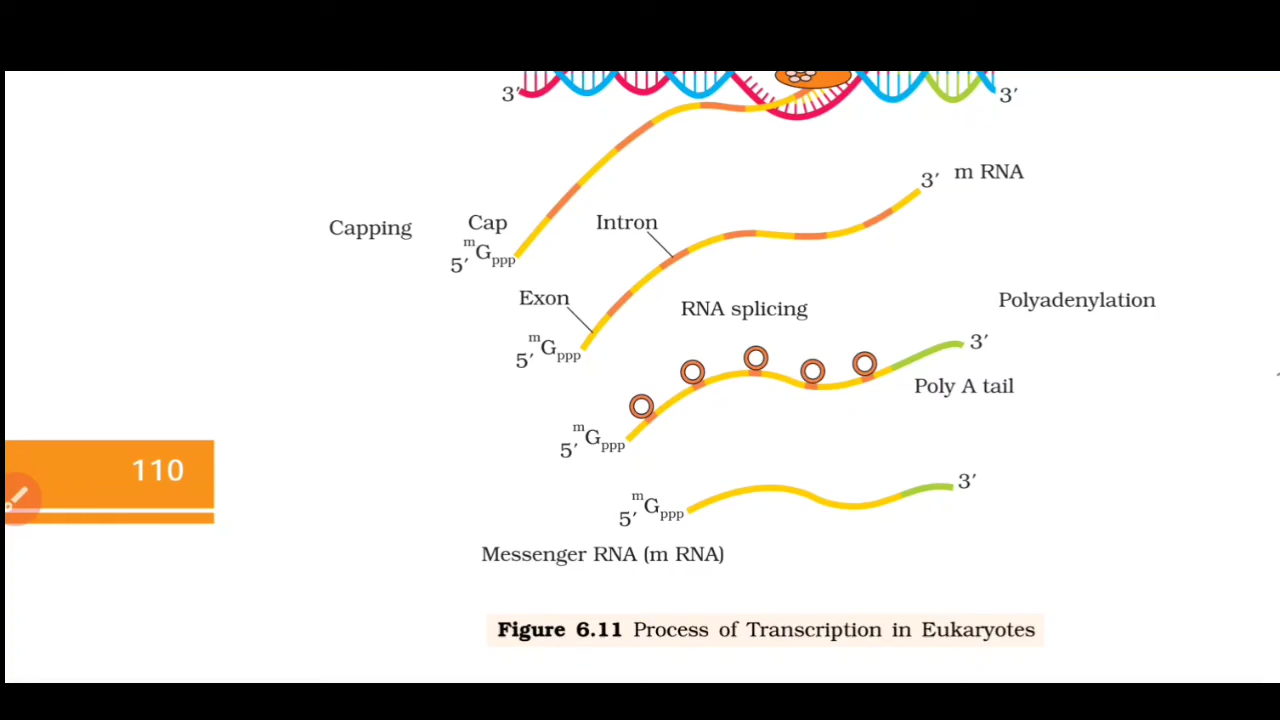 3′ 3′
3′ m RNA
Capping Cap Intron
mGppp
5′
Exon RNA splicing Polyadenylation
mGppp
5′
3′
Poly A tail
mGppp
5′
110
3′
mGppp
5′
Messenger RNA (m RNA)
Figure 6.11 Process of Transcription in Eukaryotes